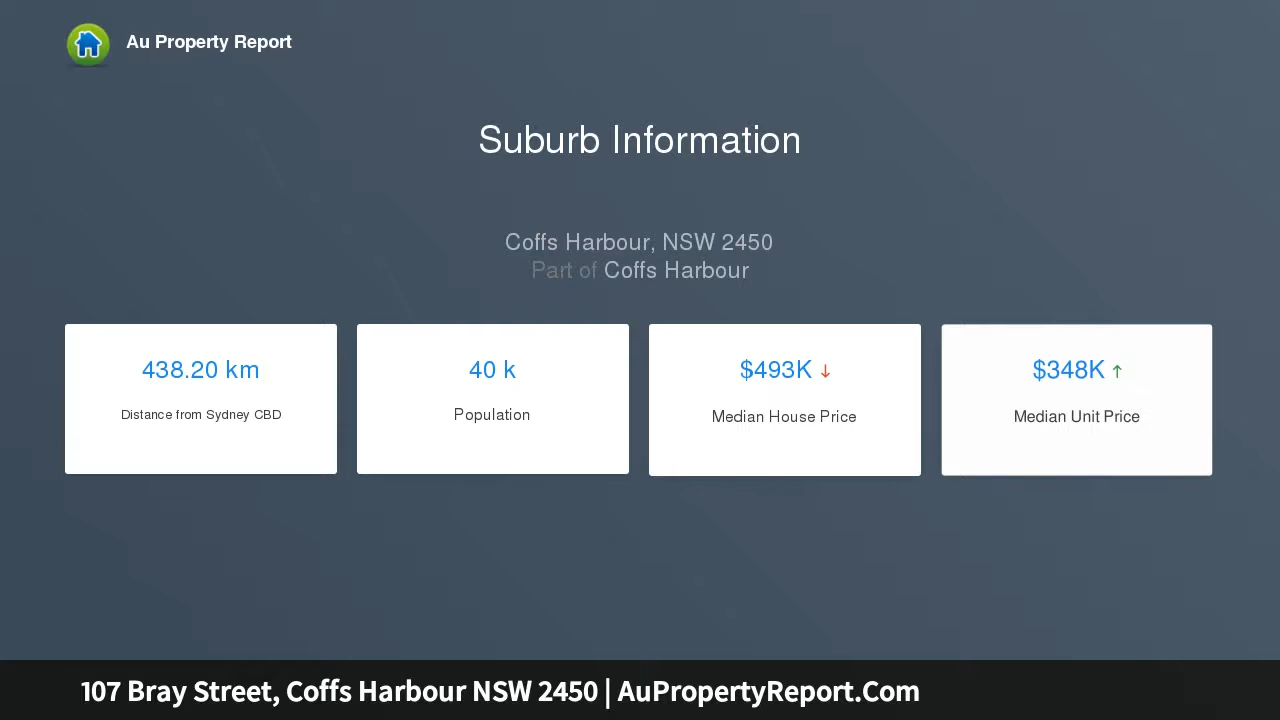 Au Property Report
Suburb Information
Coffs Harbour, NSW 2450
Part of Coffs Harbour
438.20 km
Distance from Sydney CBD
40 k
Population
$493K ↓
Median House Price
$348K ↑
Median Unit Price
107 Bray Street, Coffs Harbour NSW 2450 | AuPropertyReport.Com